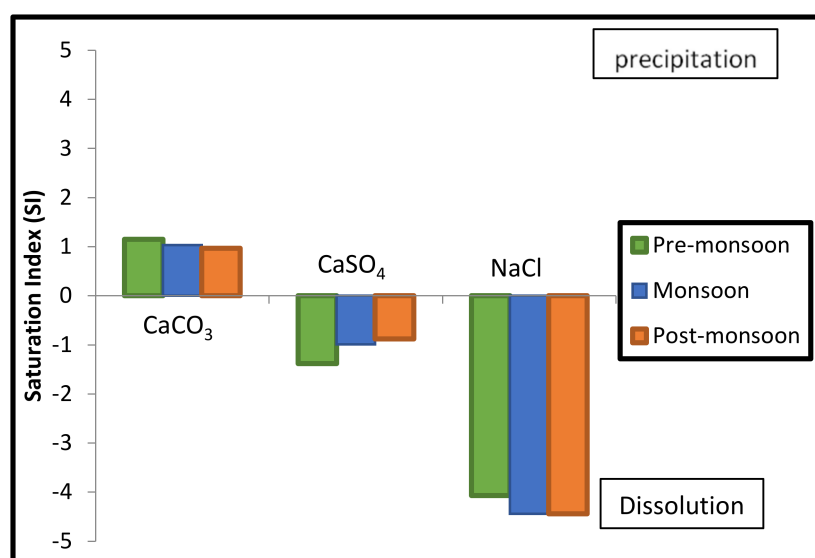 5
precipitation
4
3
2
1
0
-1
-2
-3
-4
-5
Saturation Index (SI)
CaCO₃
CaSO₄
NaCl
Pre-monsoon
Monsoon
Post-monsoon
Dissolution